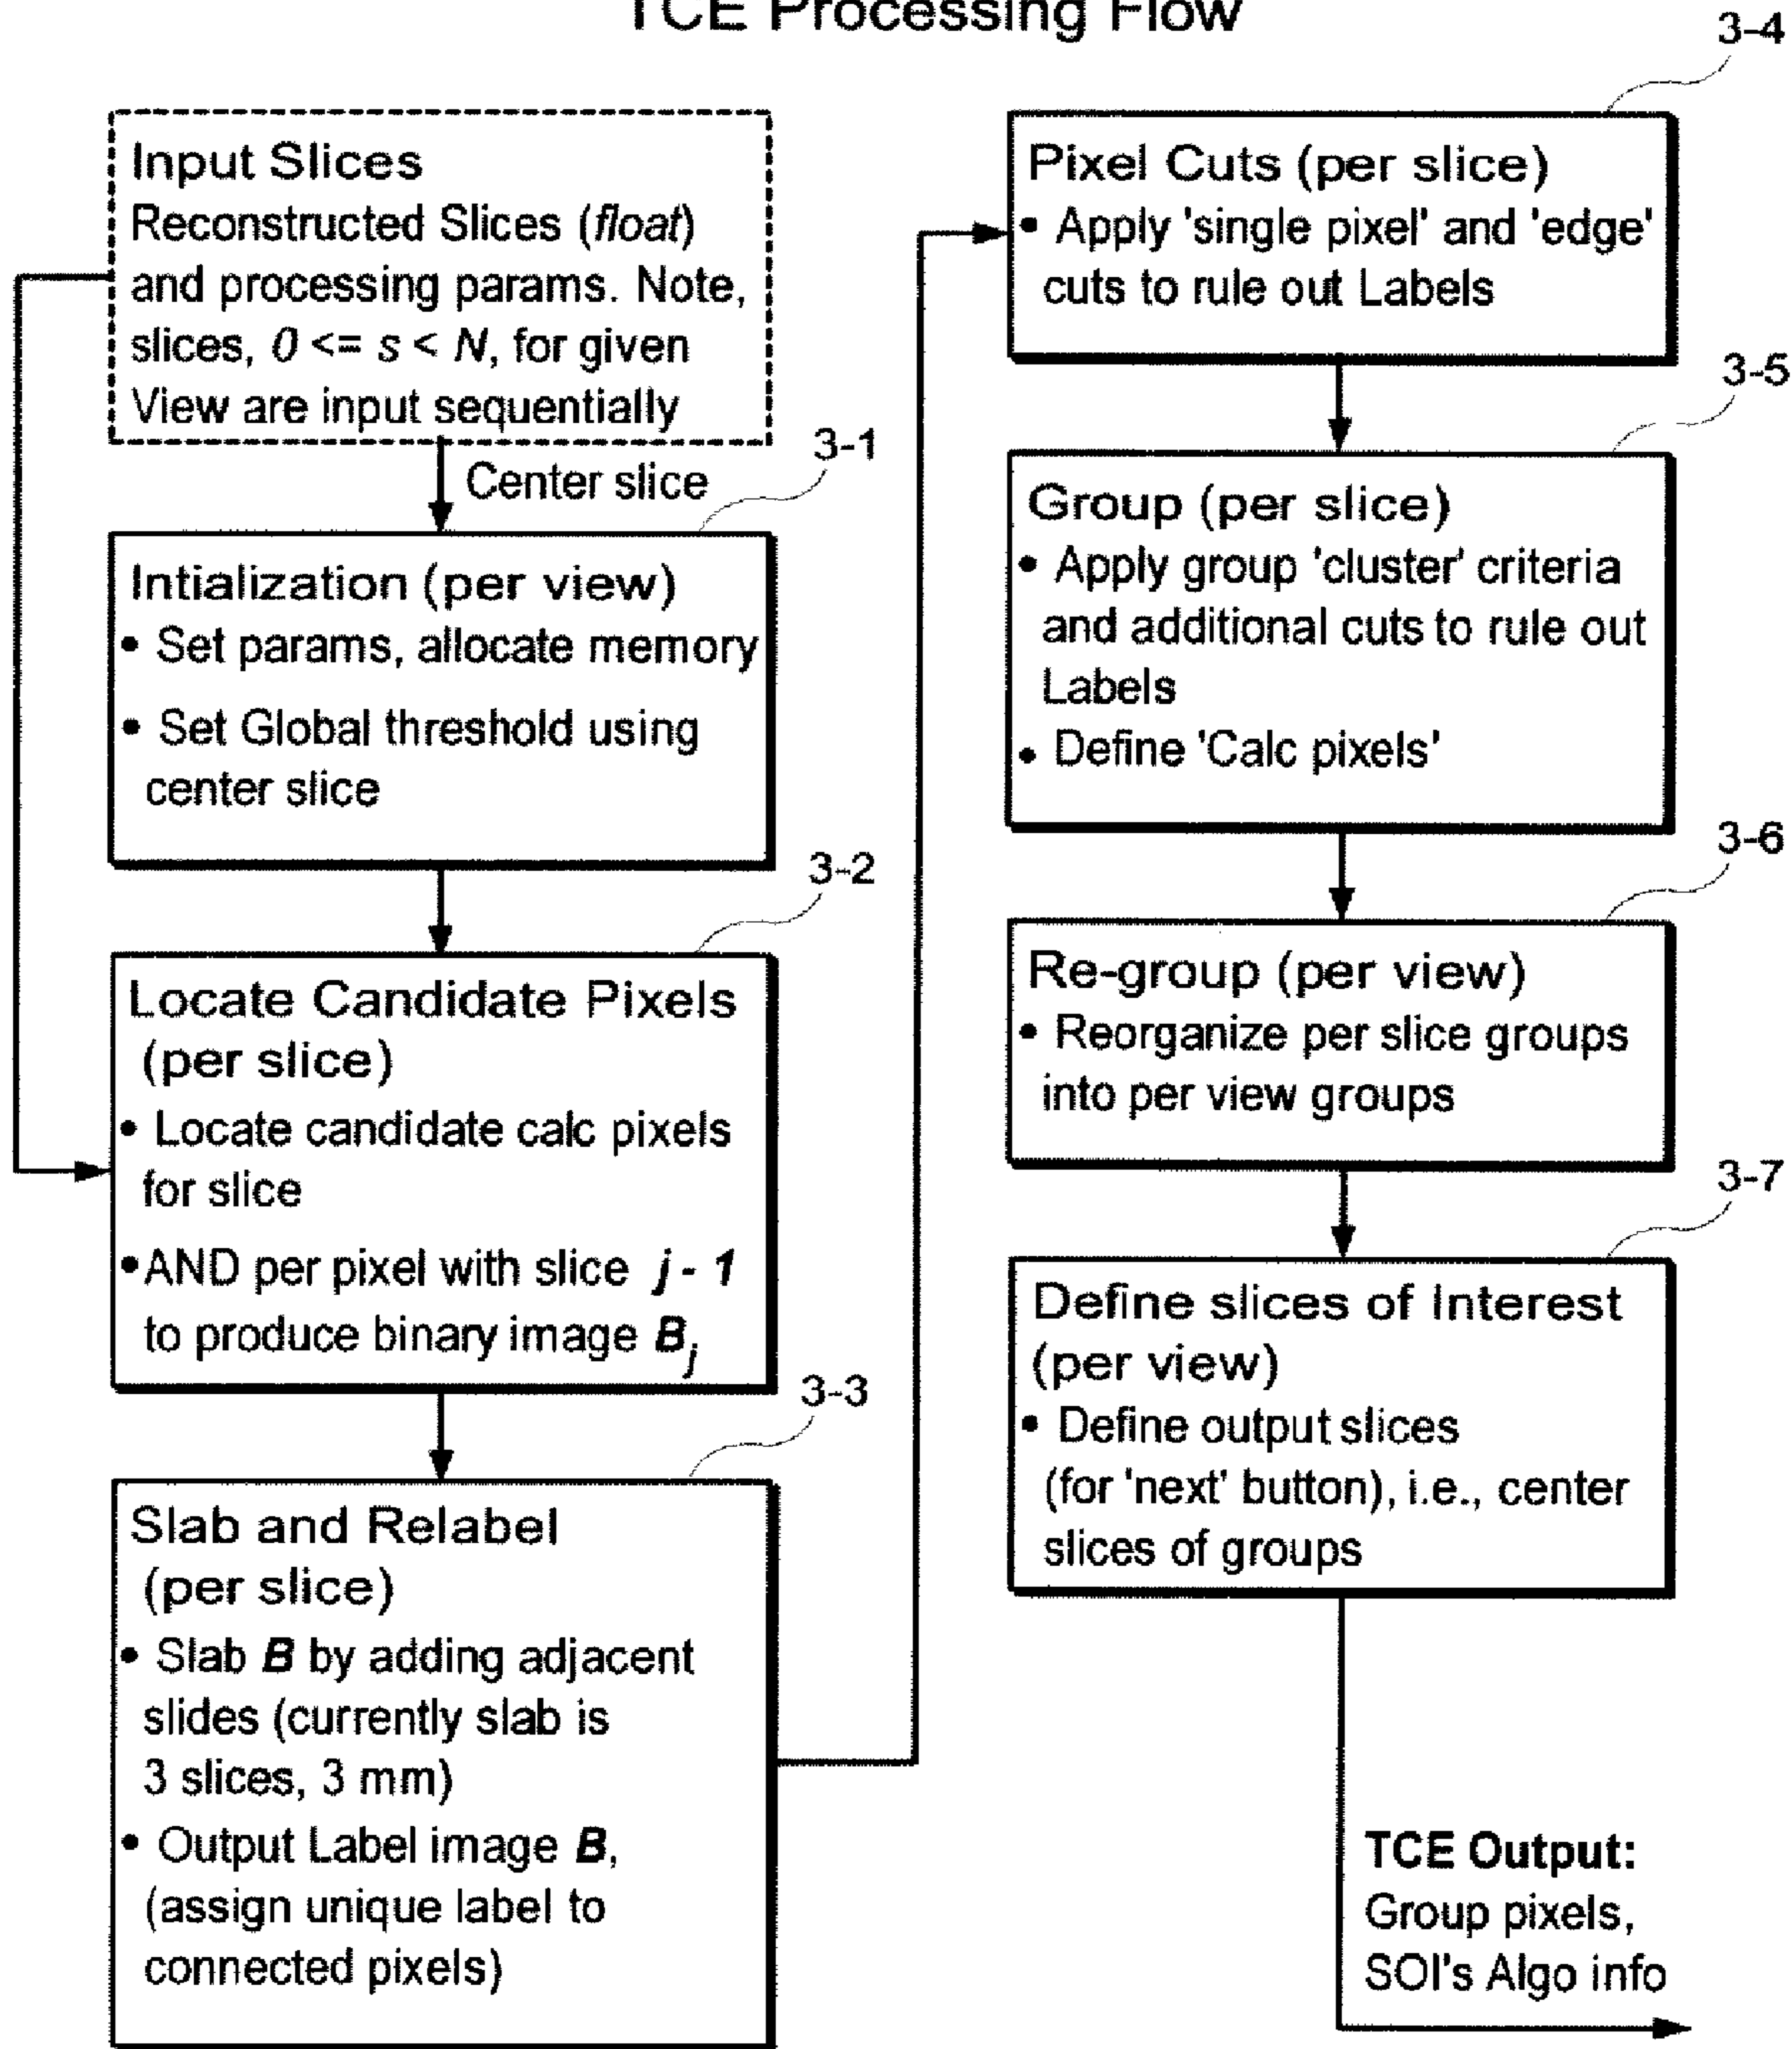 TCE Processing Flow
Input Slices
Reconstructed Slices (float)
and processing params. Note,
slices, 0 <= s < N, for given
View are input sequentially
Center slice
3-1
Intialization (per view)
• Set params, allocate memory
• Set Global threshold using
center slice
3-2
Locate Candidate Pixels
(per slice)
• Locate candidate calc pixels
for slice
• AND per pixel with slice j - 1
to produce binary image Bj
3-3
Slab and Relabel
(per slice)
• Slab B by adding adjacent
slides (currently slab is
3 slices, 3 mm)
• Output Label image B,
(assign unique label to
connected pixels)
3-4
Pixel Cuts (per slice)
• Apply 'single pixel' and 'edge'
cuts to rule out Labels
3-5
Group (per slice)
• Apply group 'cluster' criteria
and additional cuts to rule out
Labels
• Define 'Calc pixels'
3-6
Re-group (per view)
• Reorganize per slice groups
into per view groups
3-7
Define slices of Interest
(per view)
• Define output slices
(for 'next' button), i.e., center
slices of groups
TCE Output:
Group pixels,
SOI's Algo info